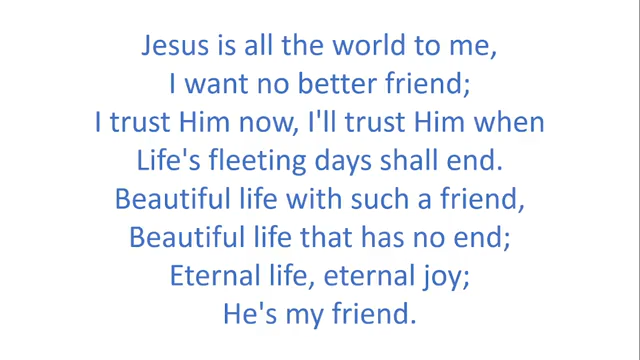 Jesus is all the world to me,
I want no better friend;
I trust Him now, I'll trust Him when
Life's fleeting days shall end.
Beautiful life with such a friend,
Beautiful life that has no end;
Eternal life, eternal joy;
He's my friend.